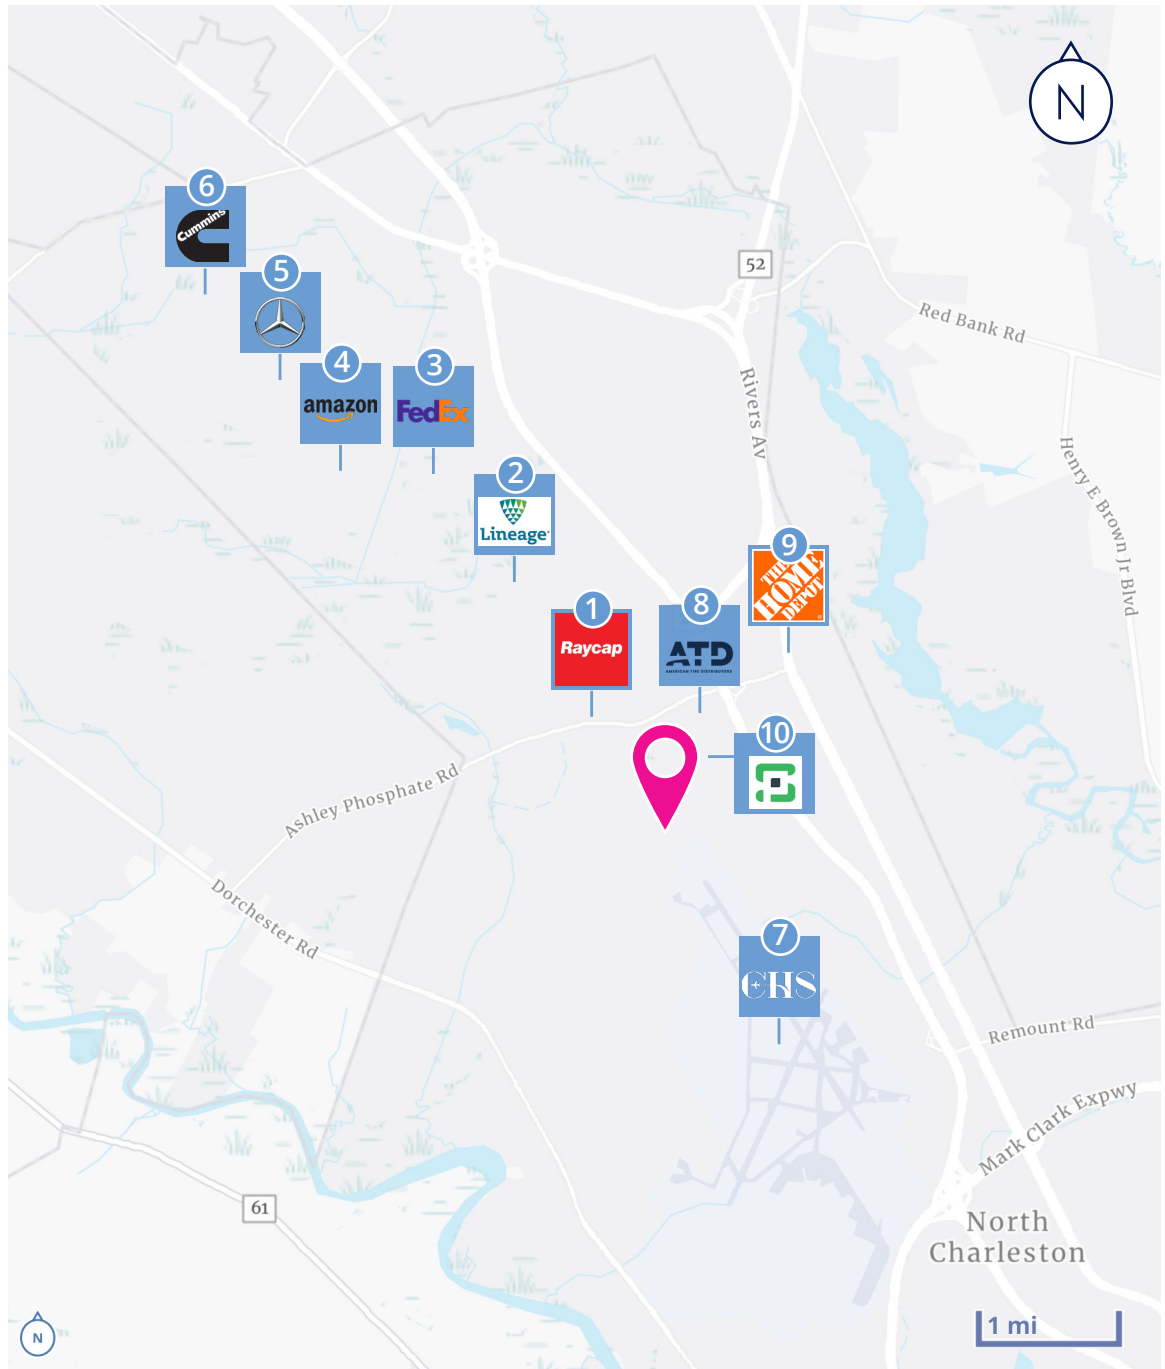 N
6
Cummins
5
52
4
amazon
3
FedEx
Red Bank Rd
Rivers Av
2
Lineage
Henry E Brown Jr Blvd
9
THE
HOME
DEPOT
1
Raycap
8
ATD
AMERICAN TIRE DISTRIBUTORS
10
S
Ashley Phosphate Rd
Dorchester Rd
7
CHS
Remount Rd
Mark Clark Expwy
61
North
Charleston
1 mi
N